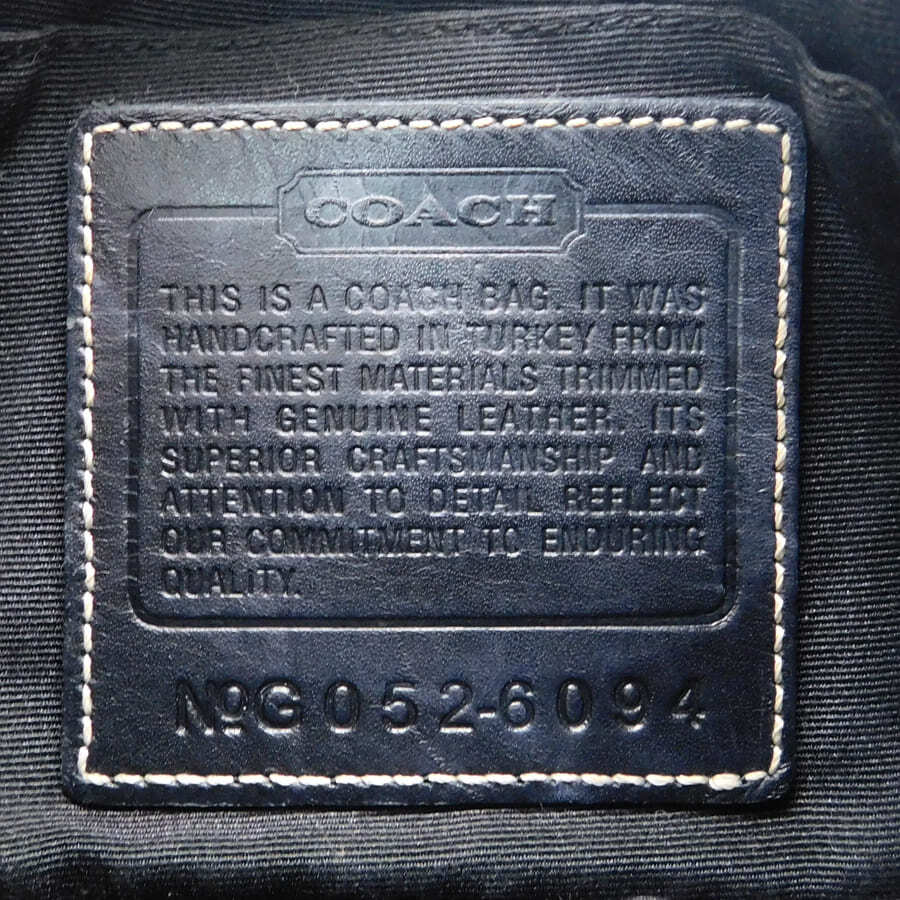 COACH
THIS IS A COACH BAG. IT WAS
HANDCRAFTED IN TURKEY FROM
THE FINEST MATERIALS TRIMMED
WITH GENUINE LEATHER. ITS
SUPERIOR CRAFTSMANSHIP AND
ATTENTION TO DETAIL REFLECT
OUR COMMITMENT TO ENDURING
QUALITY.
NºG052-6094